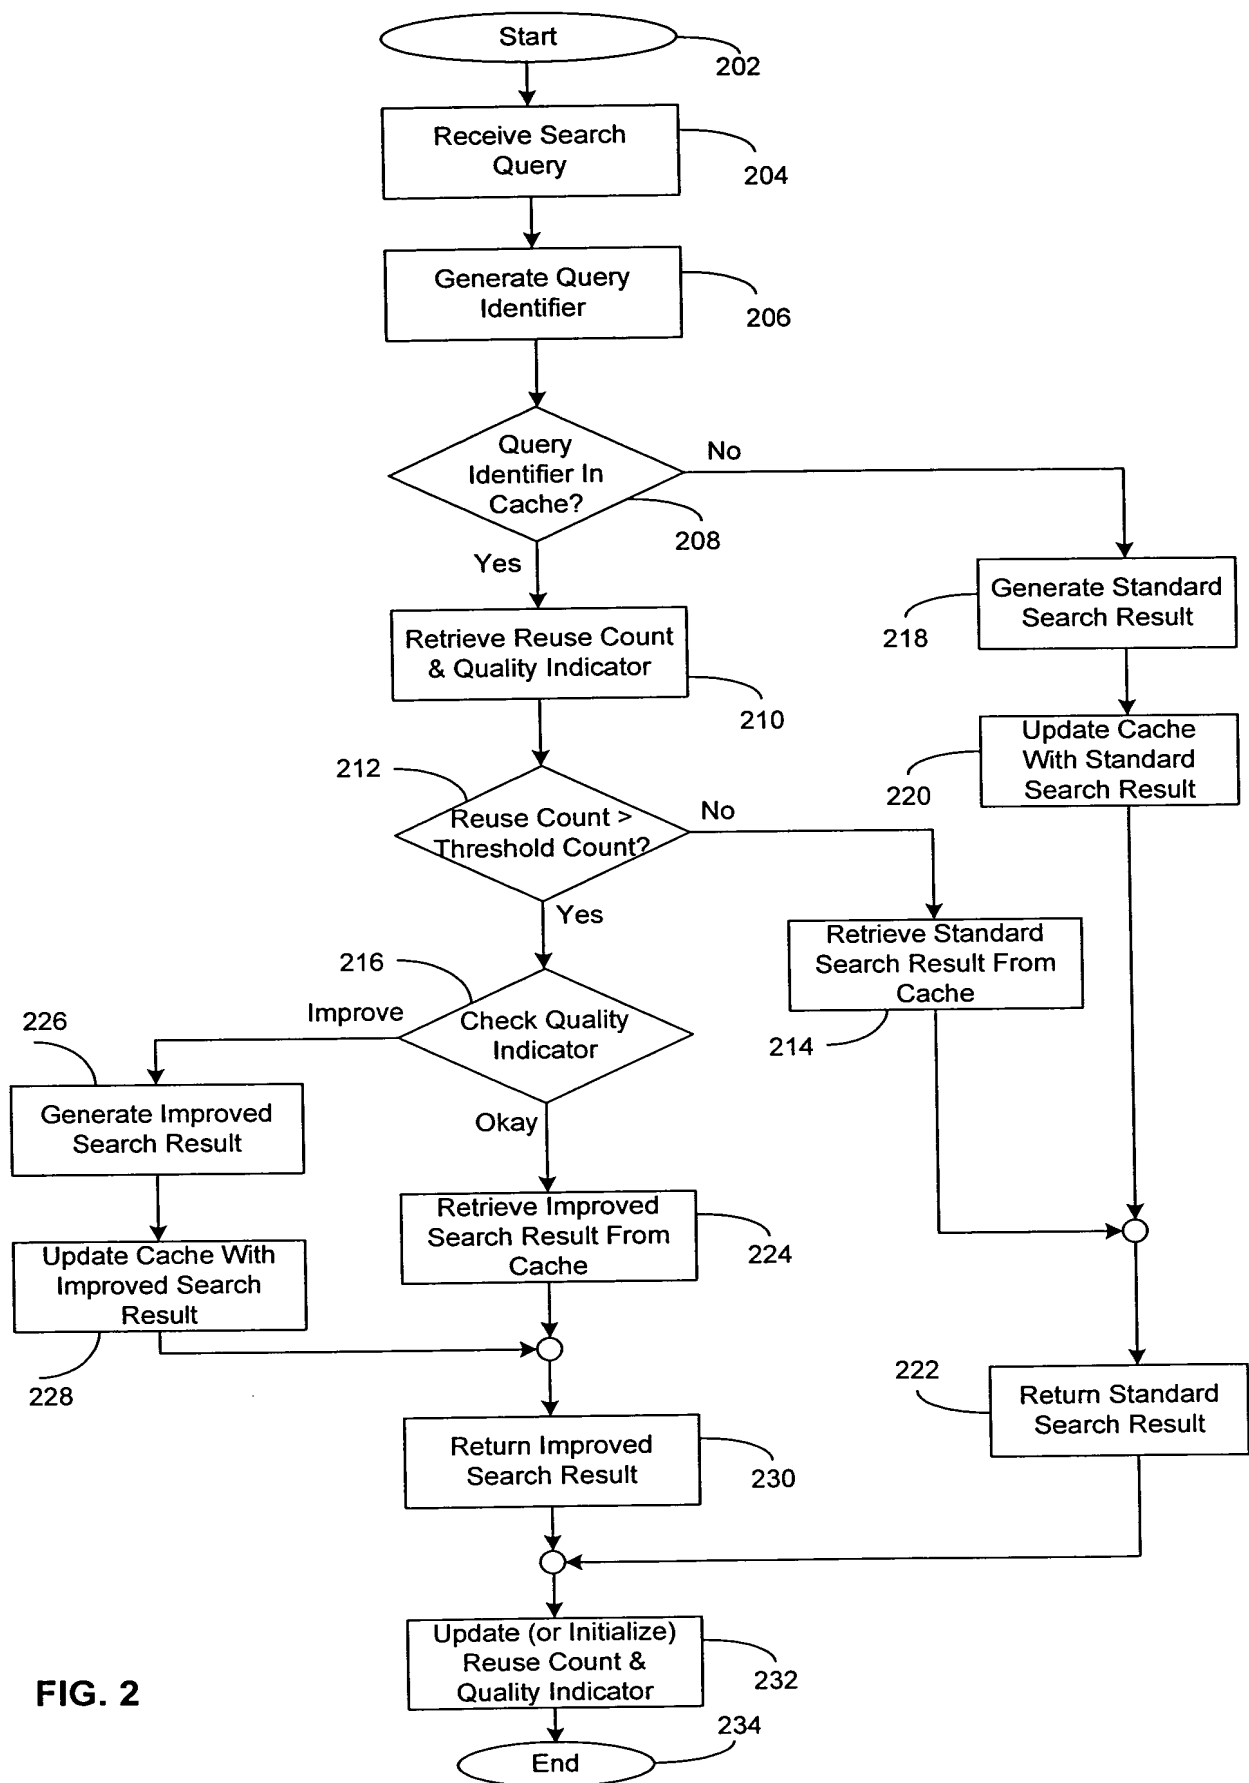 Start
202
Receive Search
Query
204
Generate Query
Identifier
206
Query
Identifier In
Cache?
208
No
Yes
Generate Standard
Search Result
218
Retrieve Reuse Count
& Quality Indicator
210
Update Cache
With Standard
Search Result
220
212
Reuse Count >
Threshold Count?
No
Yes
Retrieve Standard
Search Result From
Cache
214
216
Check Quality
Indicator
Improve
Okay
226
Generate Improved
Search Result
Retrieve Improved
Search Result From
Cache
224
Update Cache With
Improved Search
Result
228
222
Return Standard
Search Result
Return Improved
Search Result
230
Update (or Initialize)
Reuse Count &
Quality Indicator
232
FIG. 2
234
End